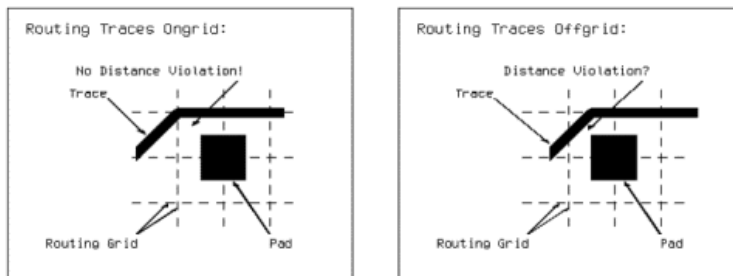 Routing Traces Ongrid:
No Distance Violation!
Trace
Routing Grid
Pad
Routing Traces Offgrid:
Distance Violation?
Trace
Routing Grid
Pad